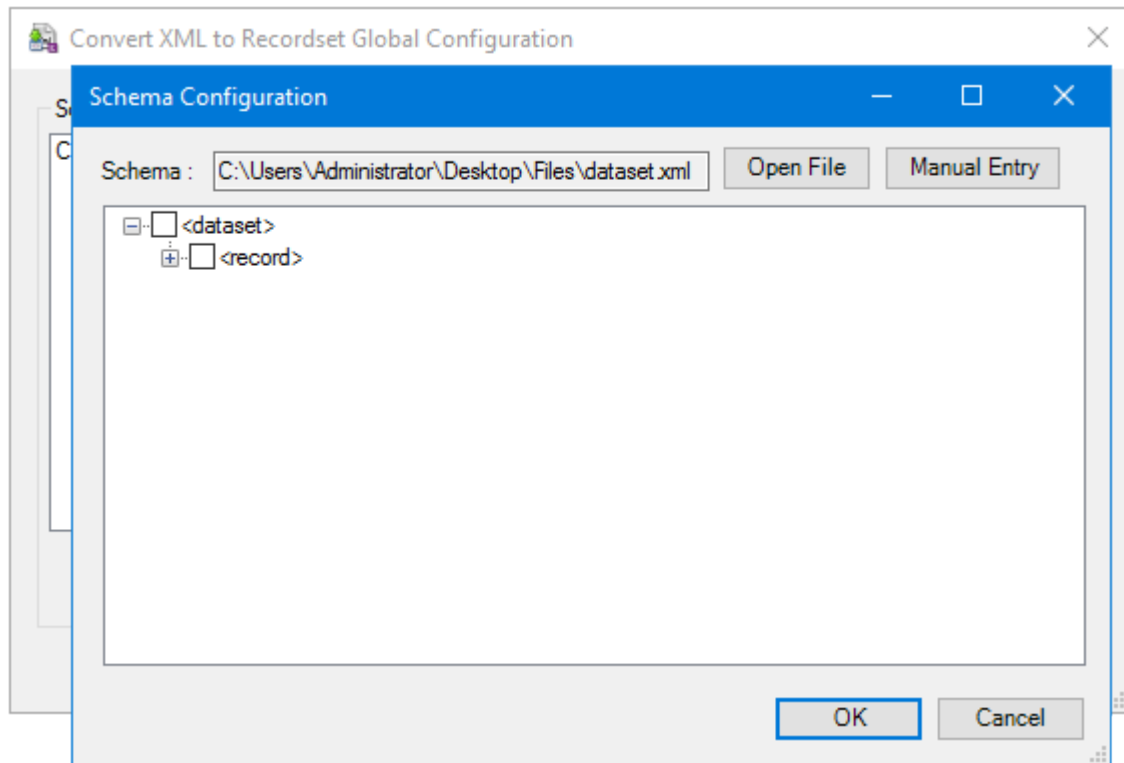 Convert XML to Recordset Global Configuration
Schema Configuration
Schema : C:\Users\Administrator\Desktop\Files\dataset.xml Open File Manual Entry
<dataset>
<record>
OK Cancel